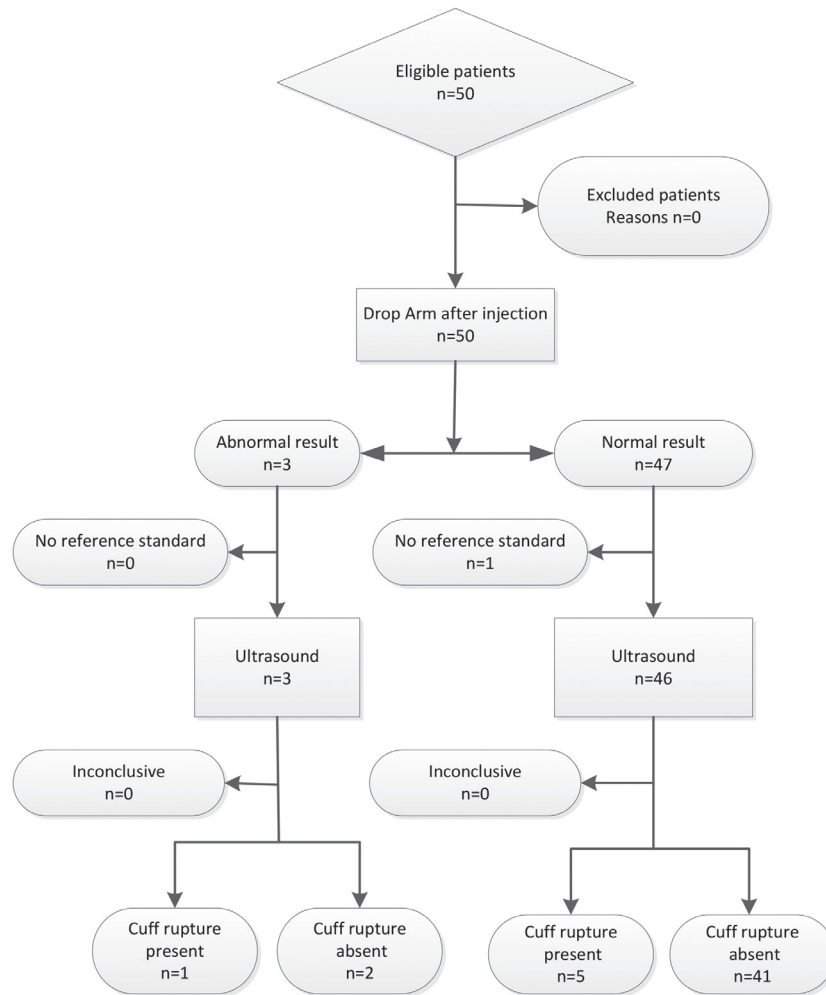 Eligible patients
n=50
Excluded patients
Reasons n=0
Drop Arm after injection
n=50
Abnormal result
n=3
Normal result
n=47
No reference standard
n=0
No reference standard
n=1
Ultrasound
n=3
Ultrasound
n=46
Inconclusive
n=0
Inconclusive
n=0
Cuff rupture
present
n=1
Cuff rupture
absent
n=2
Cuff rupture
present
n=5
Cuff rupture
absent
n=41